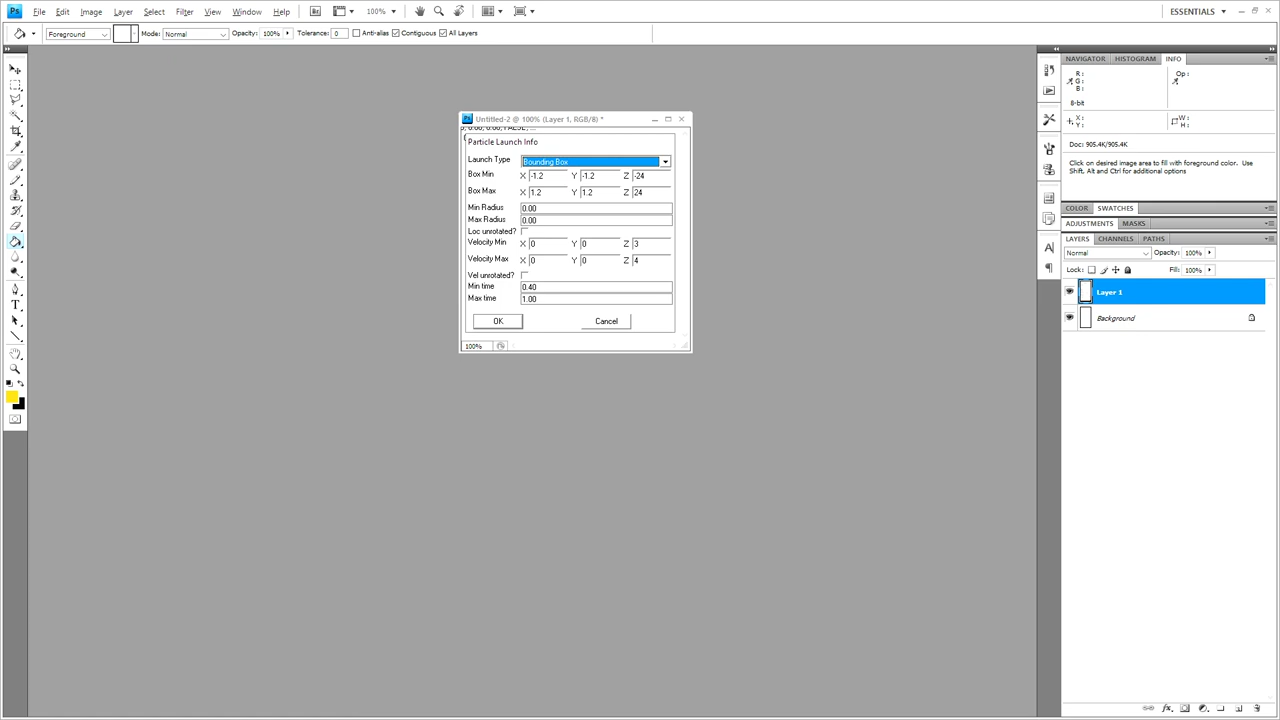 Ps File Edit Image Layer Select Filter View Window Help Br 100% ESSENTIALS
Foreground Mode: Normal Opacity: 100% Tolerance: 0 Anti-alias Contiguous All Layers
NAVIGATOR HISTOGRAM INFO
R :
G :
B :
Op :
8-bit
X :
Y :
W :
H :
Doc: 905.4K/905.4K
Click on desired image area to fill with foreground color. Use
Shift, Alt and Ctrl for additional options
COLOR SWATCHES
ADJUSTMENTS MASKS
LAYERS CHANNELS PATHS
Normal Opacity: 100%
Lock: Fill: 100%
Layer 1
Background
Ps Untitled-2 @ 100% (Layer 1, RGB/8) *
Particle Launch Info
Launch Type Bounding Box
Box Min X -1.2 Y -1.2 Z -24
Box Max X 1.2 Y 1.2 Z 24
Min Radius 0.00
Max Radius 0.00
Loc unrotated?
Velocity Min X 0 Y 0 Z 3
Velocity Max X 0 Y 0 Z 4
Vel unrotated?
Min time 0.40
Max time 1.00
OK Cancel
100%